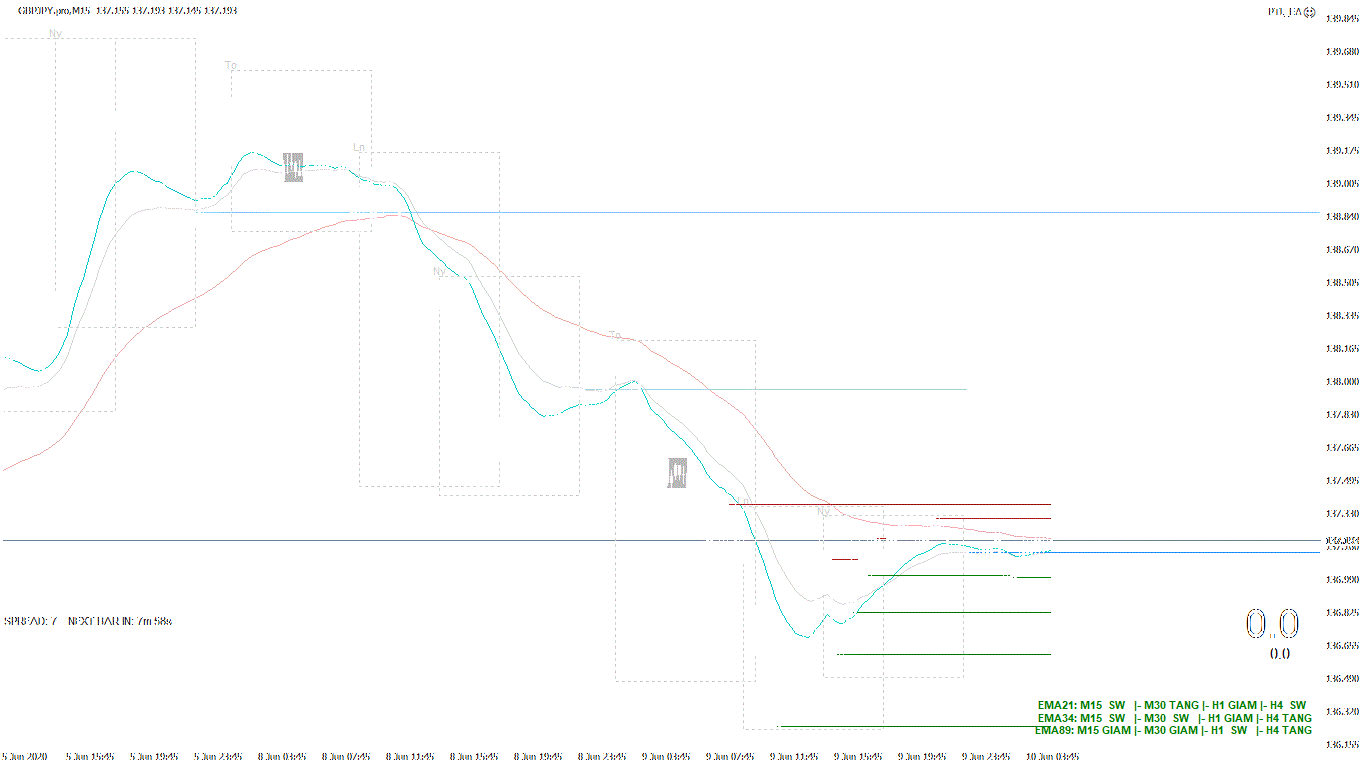 GBPJPY.pro,M15 137.155 137.193 137.145 137.193
Ny
To
Ln
Ny
To
Ln
Ny
SPREAD: 7 NEXT BAR IN: 7m 58s
0.0
EMA21: M15 SW |- M30 TANG |- H1 GIAM |- H4 SW
EMA34: M15 SW |- M30 SW |- H1 GIAM |- H4 TANG
EMA89: M15 GIAM |- M30 GIAM |- H1 SW |- H4 TANG
139.845
139.680
139.510
139.345
139.175
139.005
138.840
138.670
138.505
138.335
138.165
138.000
137.830
137.665
137.495
137.330
136.990
136.825
136.655
136.490
136.320
136.155
5 Jun 2020 5 Jun 15:45 5 Jun 19:45 5 Jun 23:45 8 Jun 03:45 8 Jun 07:45 8 Jun 11:45 8 Jun 15:45 8 Jun 19:45 8 Jun 23:45 9 Jun 03:45 9 Jun 07:45 9 Jun 11:45 9 Jun 15:45 9 Jun 19:45 9 Jun 23:45 10 Jun 03:45